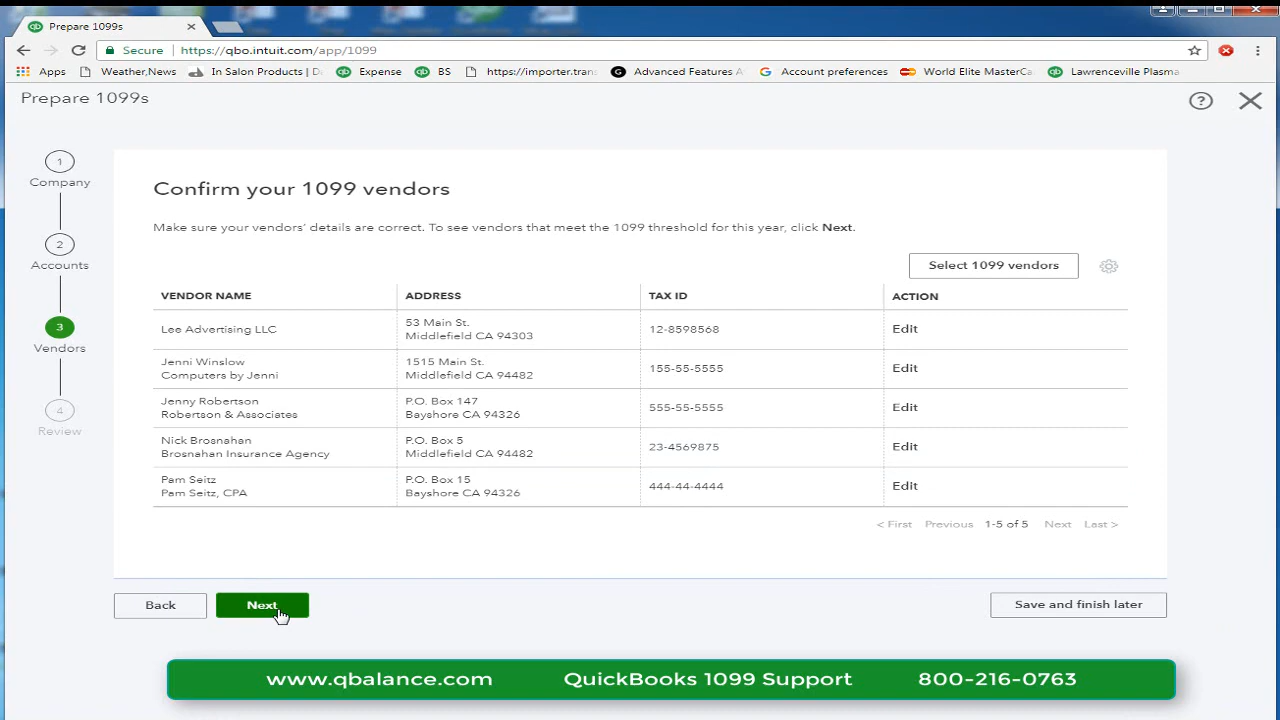 Prepare 1099s
Secure https://qbo.intuit.com/app/1099
Apps Weather,News In Salon Products | D Expense BS https://importer.tran Advanced Features A Account preferences World Elite MasterCa Lawrenceville Plasma
Prepare 1099s
?
1
Company
2
Accounts
3
Vendors
4
Review
Confirm your 1099 vendors
Make sure your vendors' details are correct. To see vendors that meet the 1099 threshold for this year, click Next.
Select 1099 vendors
VENDOR NAME ADDRESS TAX ID ACTION
Lee Advertising LLC 53 Main St. 12-8598568 Edit
Middlefield CA 94303
Jenni Winslow 1515 Main St. 155-55-5555 Edit
Computers by Jenni Middlefield CA 94482
Jenny Robertson P.O. Box 147 555-55-5555 Edit
Robertson & Associates Bayshore CA 94326
Nick Brosnahan P.O. Box 5 23-4569875 Edit
Brosnahan Insurance Agency Middlefield CA 94482
Pam Seitz P.O. Box 15 444-44-4444 Edit
Pam Seitz, CPA Bayshore CA 94326
< First Previous 1-5 of 5 Next Last >
Back Next Save and finish later
www.qbalance.com QuickBooks 1099 Support 800-216-0763